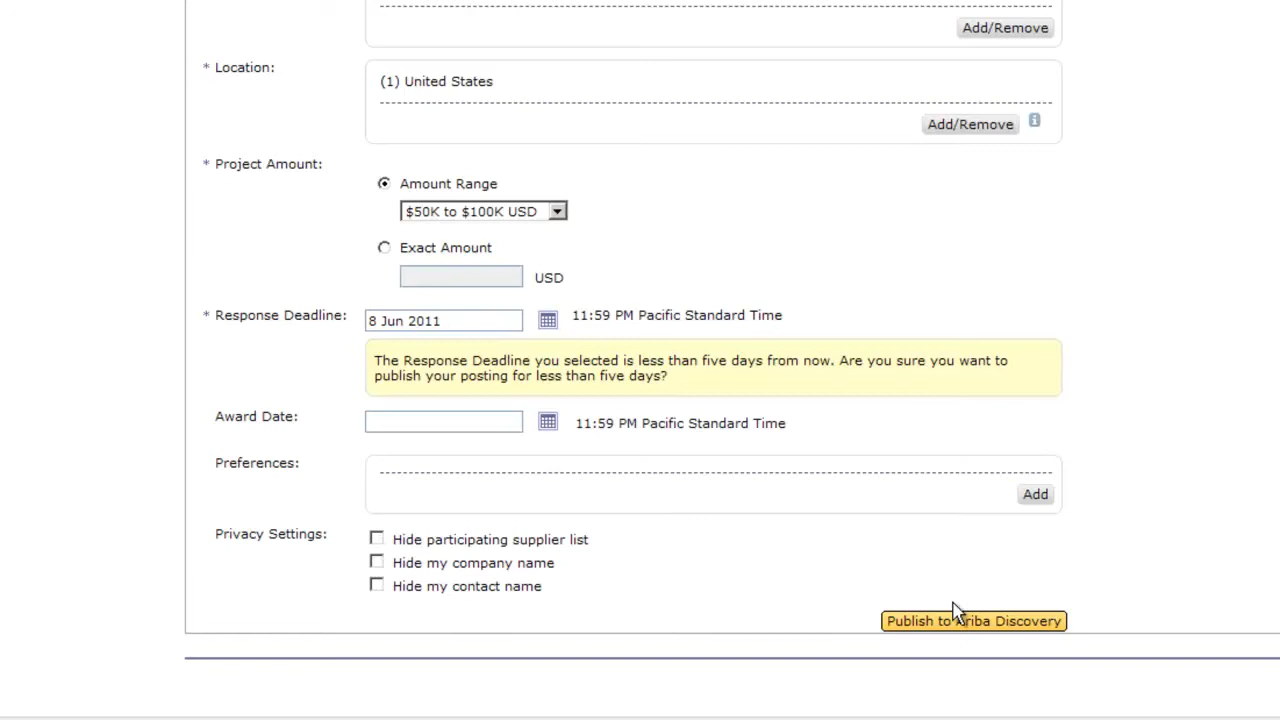 Add/Remove
* Location:
(1) United States
Add/Remove
* Project Amount:
Amount Range
$50K to $100K USD
Exact Amount
USD
* Response Deadline:
8 Jun 2011
11:59 PM Pacific Standard Time
The Response Deadline you selected is less than five days from now. Are you sure you want to
publish your posting for less than five days?
Award Date:
11:59 PM Pacific Standard Time
Preferences:
Add
Privacy Settings:
Hide participating supplier list
Hide my company name
Hide my contact name
Publish to Ariba Discovery